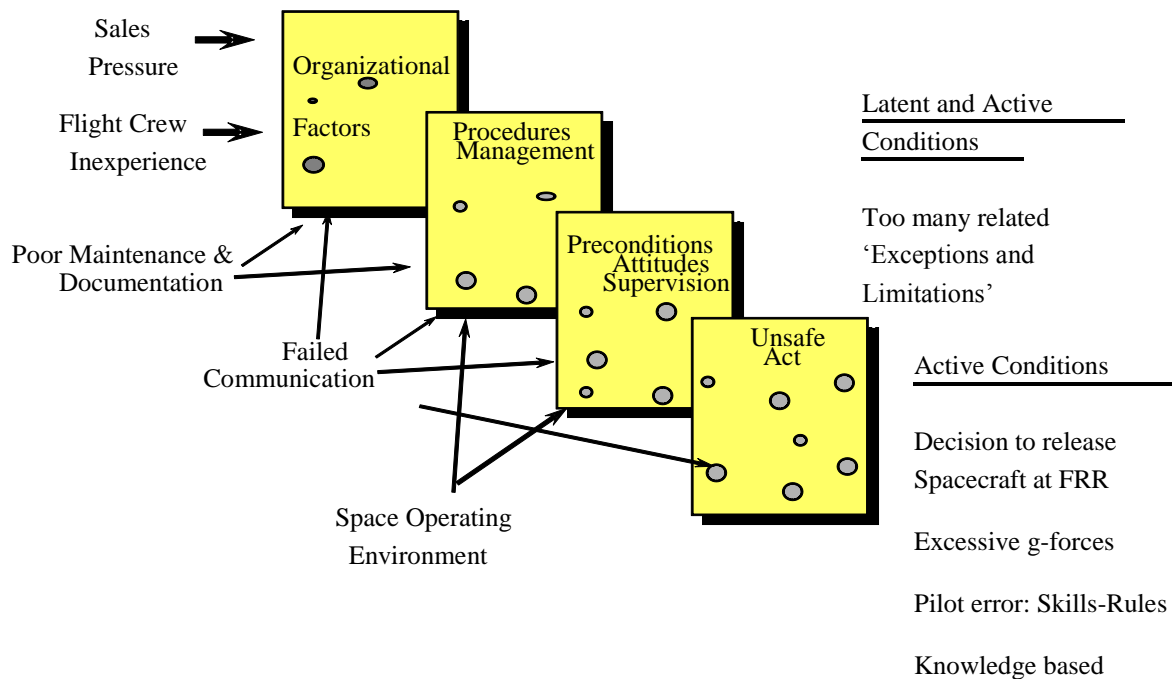 Sales
Pressure
Flight Crew
Inexperience
Poor Maintenance &
Documentation
Failed
Communication
Space Operating
Environment
Organizational
Factors
Procedures
Management
Preconditions
Attitudes
Supervision
Unsafe
Act
Latent and Active
Conditions
Too many related
‘Exceptions and
Limitations’
Active Conditions
Decision to release
Spacecraft at FRR
Excessive g-forces
Pilot error: Skills-Rules
Knowledge based